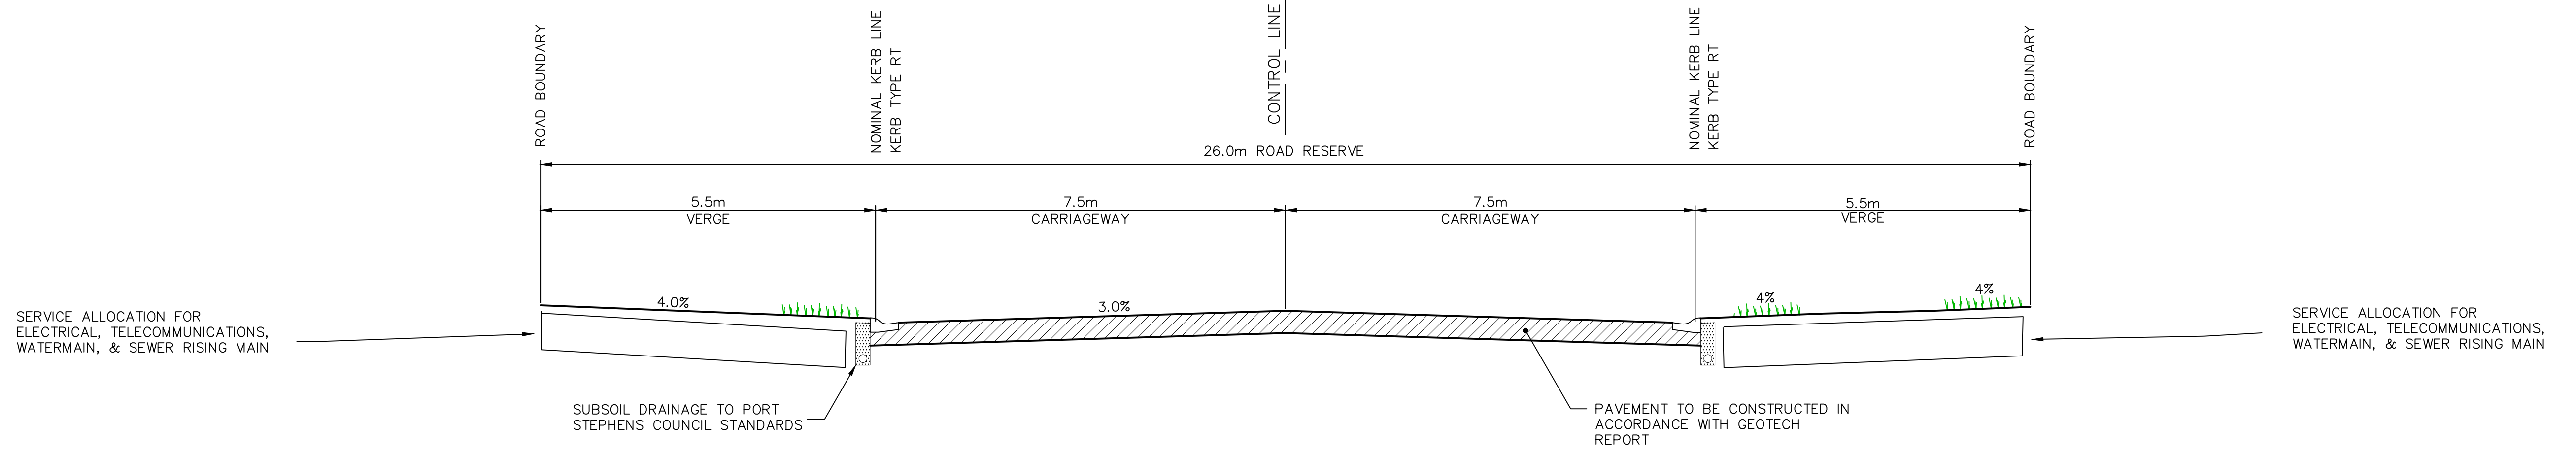 ROAD BOUNDARY
NOMINAL KERB LINE
KERB TYPE RT
CONTROL LINE
NOMINAL KERB LINE
KERB TYPE RT
ROAD BOUNDARY
26.0m ROAD RESERVE
5.5m
VERGE
7.5m
CARRIAGEWAY
7.5m
CARRIAGEWAY
5.5m
VERGE
4.0%
3.0%
4%
4%
SERVICE ALLOCATION FOR
ELECTRICAL, TELECOMMUNICATIONS,
WATERMAIN, & SEWER RISING MAIN
SERVICE ALLOCATION FOR
ELECTRICAL, TELECOMMUNICATIONS,
WATERMAIN, & SEWER RISING MAIN
SUBSOIL DRAINAGE TO PORT
STEPHENS COUNCIL STANDARDS
PAVEMENT TO BE CONSTRUCTED IN
ACCORDANCE WITH GEOTECH
REPORT